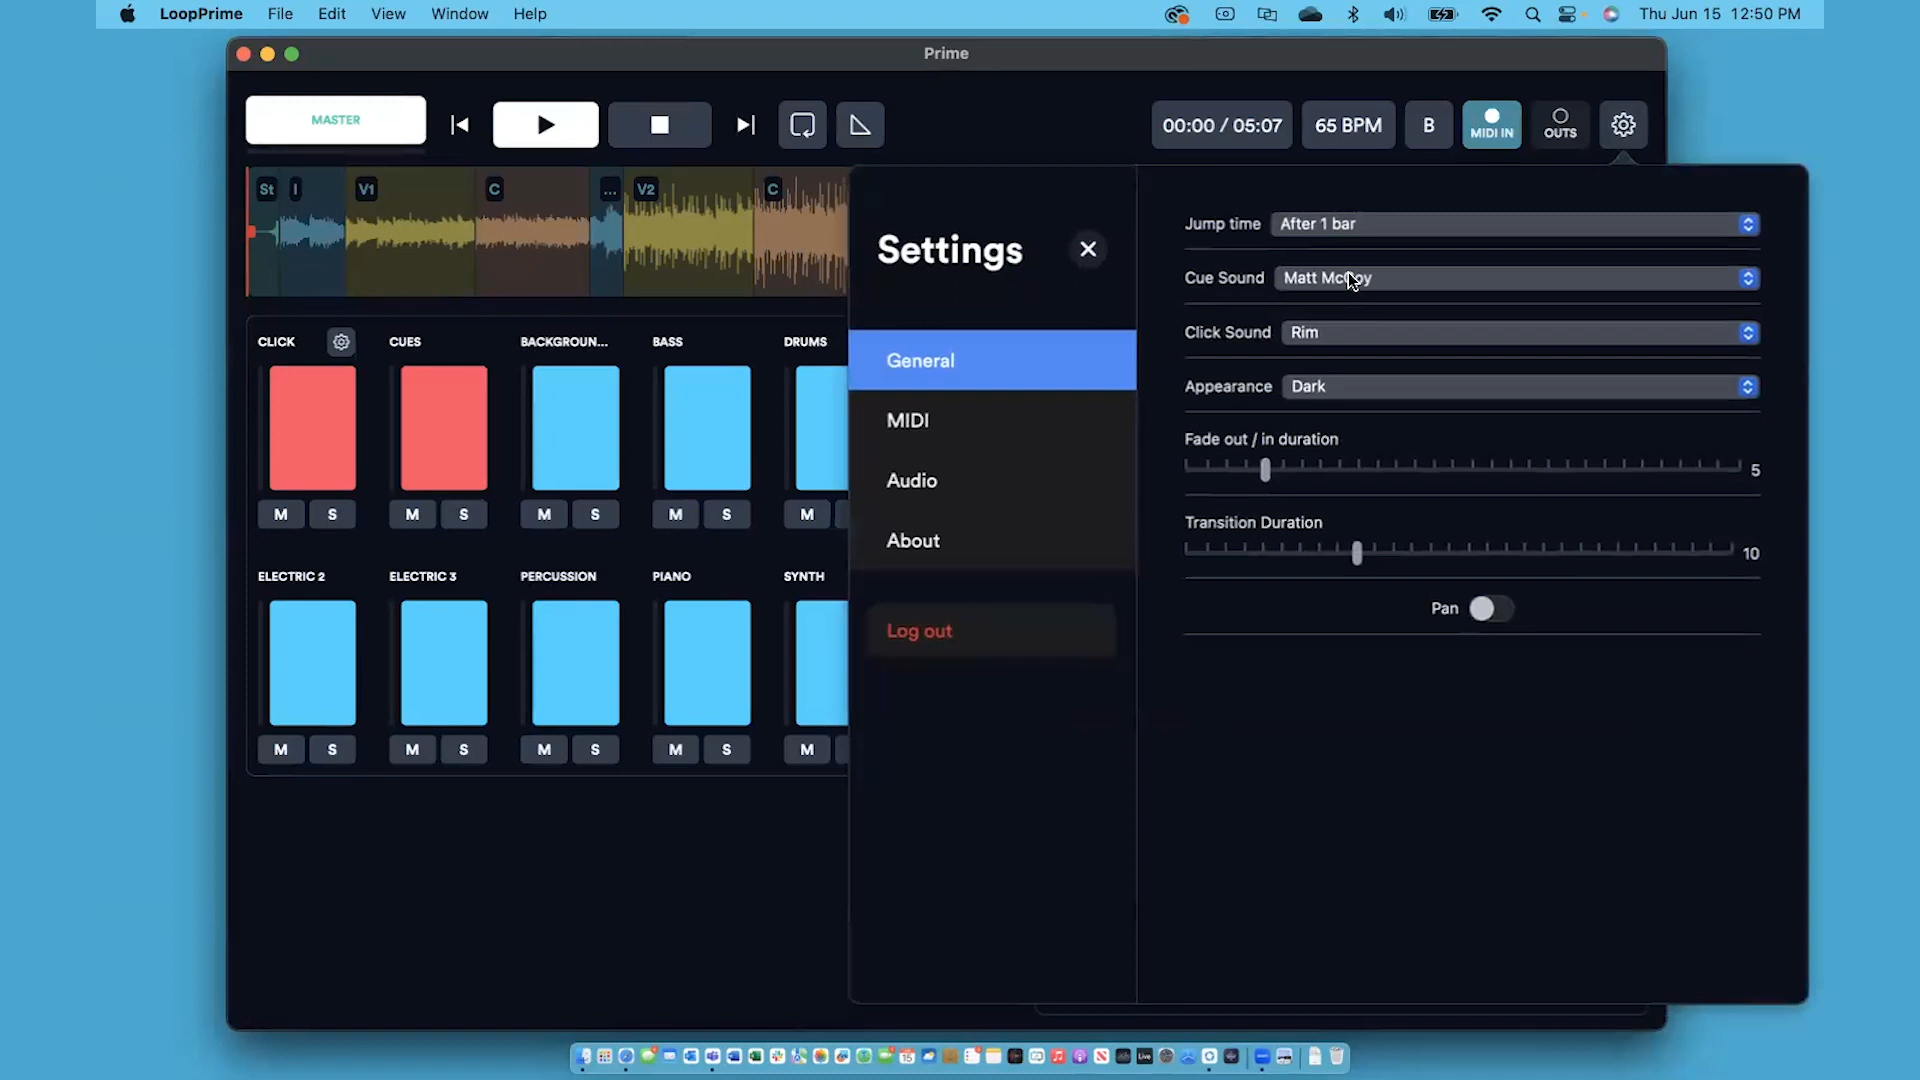 LoopPrime File Edit View Window Help Thu Jun 15 12:50 PM
Prime
MASTER 00:00 / 05:07 65 BPM B MIDI IN OUTS
St I V1 C ... V2 C
Settings
General
MIDI
Audio
About
Log out
Jump time After 1 bar
Cue Sound Matt McCoy
Click Sound Rim
Appearance Dark
Fade out / in duration
5
Transition Duration
10
Pan
CLICK CUES BACKGROUN... BASS DRUMS
M S M S M S M S M
ELECTRIC 2 ELECTRIC 3 PERCUSSION PIANO SYNTH
M S M S M S M S M